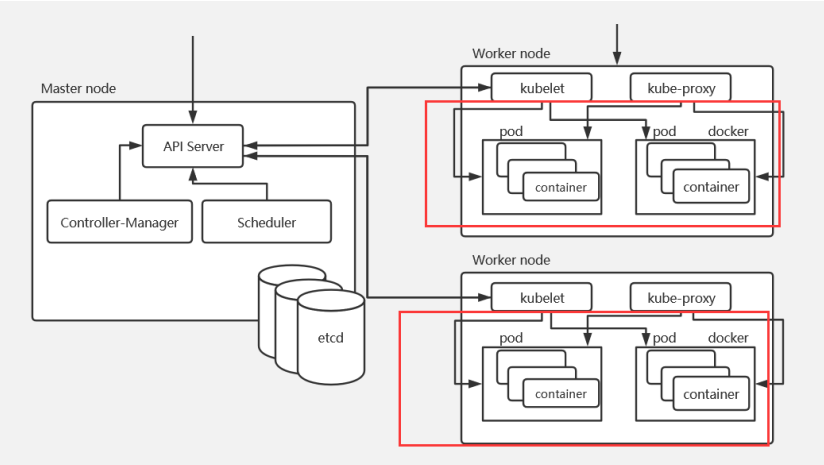 Master node
API Server
Controller-Manager
Scheduler
etcd
Worker node
kubelet
kube-proxy
pod
pod docker
container
container
Worker node
kubelet
kube-proxy
pod
pod docker
container
container